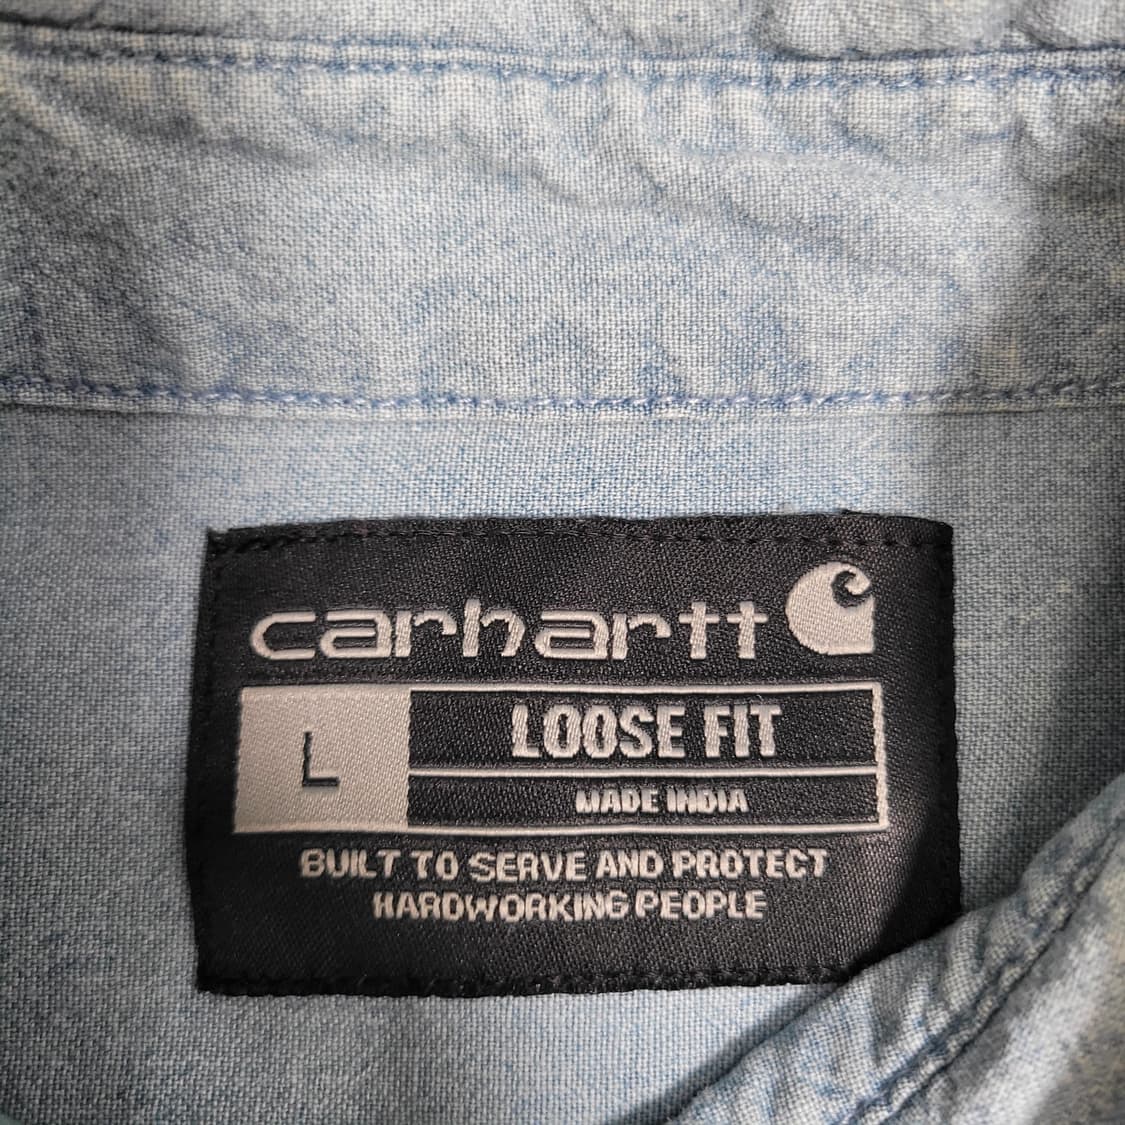 carhartt
L
LOOSE FIT
MADE INDIA
BUILT TO SERVE AND PROTECT
HARDWORKING PEOPLE